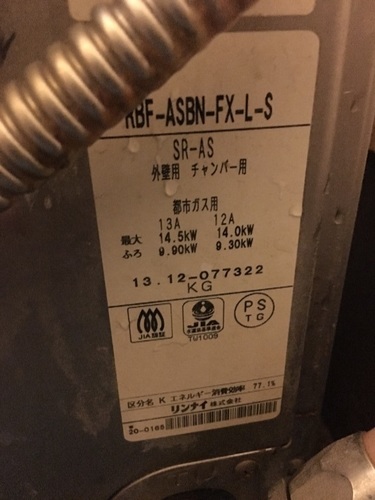 RBF-ASBN-FX-L-S
SR-AS
外壁用 チャンバー用
都市ガス用
13A 12A
最大 14.5kW 14.0kW
ふろ 9.90kW 9.30kW
13.12-077322
KG
JIA認証
JIA
TU1009
PS
TG
区分名 K エネルギー消費効率 77.1%
リンナイ株式会社
20-0168